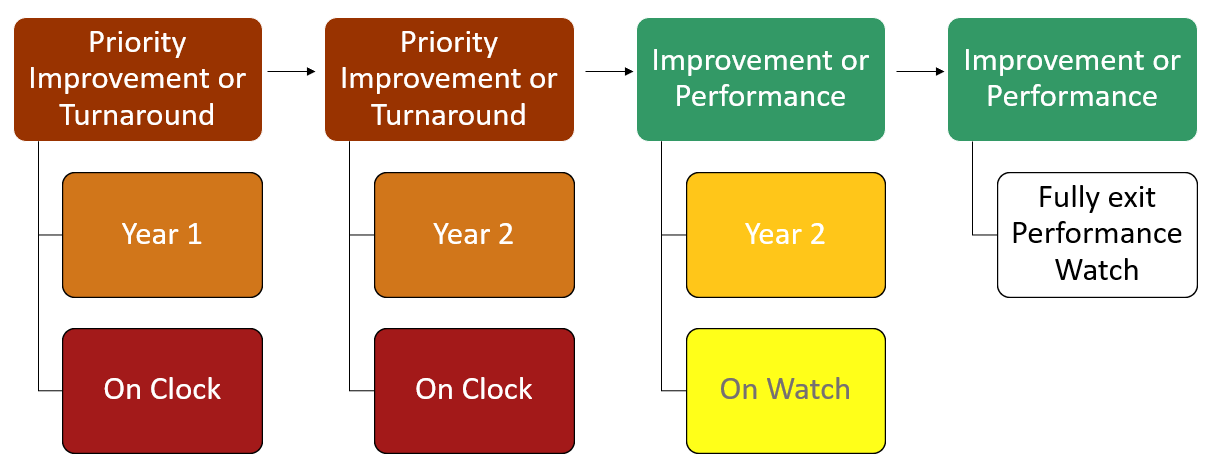 Priority
Improvement or
Turnaround
Year 1
On Clock
Priority
Improvement or
Turnaround
Year 2
On Clock
Improvement or
Performance
Year 2
On Watch
Improvement or
Performance
Fully exit
Performance
Watch